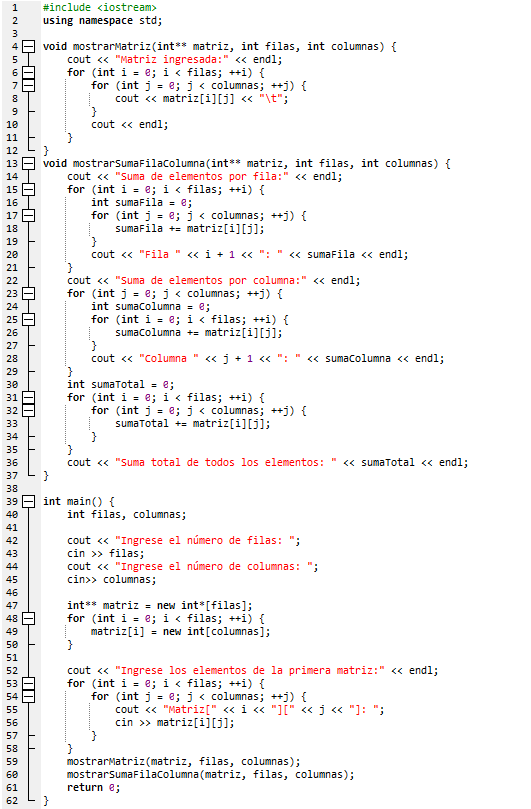 1 #include <iostream>
2 using namespace std;
3
4 void mostrarMatriz(int** matriz, int filas, int columnas) {
5 cout << "Matriz ingresada:" << endl;
6 for (int i = 0; i < filas; ++i) {
7 for (int j = 0; j < columnas; ++j) {
8 cout << matriz[i][j] << "\t";
9 }
10 cout << endl;
11 }
12 }
13 void mostrarSumaFilaColumna(int** matriz, int filas, int columnas) {
14 cout << "Suma de elementos por fila:" << endl;
15 for (int i = 0; i < filas; ++i) {
16 int sumaFila = 0;
17 for (int j = 0; j < columnas; ++j) {
18 sumaFila += matriz[i][j];
19 }
20 cout << "Fila " << i + 1 << ": " << sumaFila << endl;
21 }
22 cout << "Suma de elementos por columna:" << endl;
23 for (int j = 0; j < columnas; ++j) {
24 int sumaColumna = 0;
25 for (int i = 0; i < filas; ++i) {
26 sumaColumna += matriz[i][j];
27 }
28 cout << "Columna " << j + 1 << ": " << sumaColumna << endl;
29 }
30 int sumaTotal = 0;
31 for (int i = 0; i < filas; ++i) {
32 for (int j = 0; j < columnas; ++j) {
33 sumaTotal += matriz[i][j];
34 }
35 }
36 cout << "Suma total de todos los elementos: " << sumaTotal << endl;
37 }
38
39 int main() {
40 int filas, columnas;
41
42 cout << "Ingrese el número de filas: ";
43 cin >> filas;
44 cout << "Ingrese el número de columnas: ";
45 cin>> columnas;
46
47 int** matriz = new int*[filas];
48 for (int i = 0; i < filas; ++i) {
49 matriz[i] = new int[columnas];
50 }
51
52 cout << "Ingrese los elementos de la primera matriz:" << endl;
53 for (int i = 0; i < filas; ++i) {
54 for (int j = 0; j < columnas; ++j) {
55 cout << "Matriz[" << i << "][" << j << "]: ";
56 cin >> matriz[i][j];
57 }
58 }
59 mostrarMatriz(matriz, filas, columnas);
60 mostrarSumaFilaColumna(matriz, filas, columnas);
61 return 0;
62 }